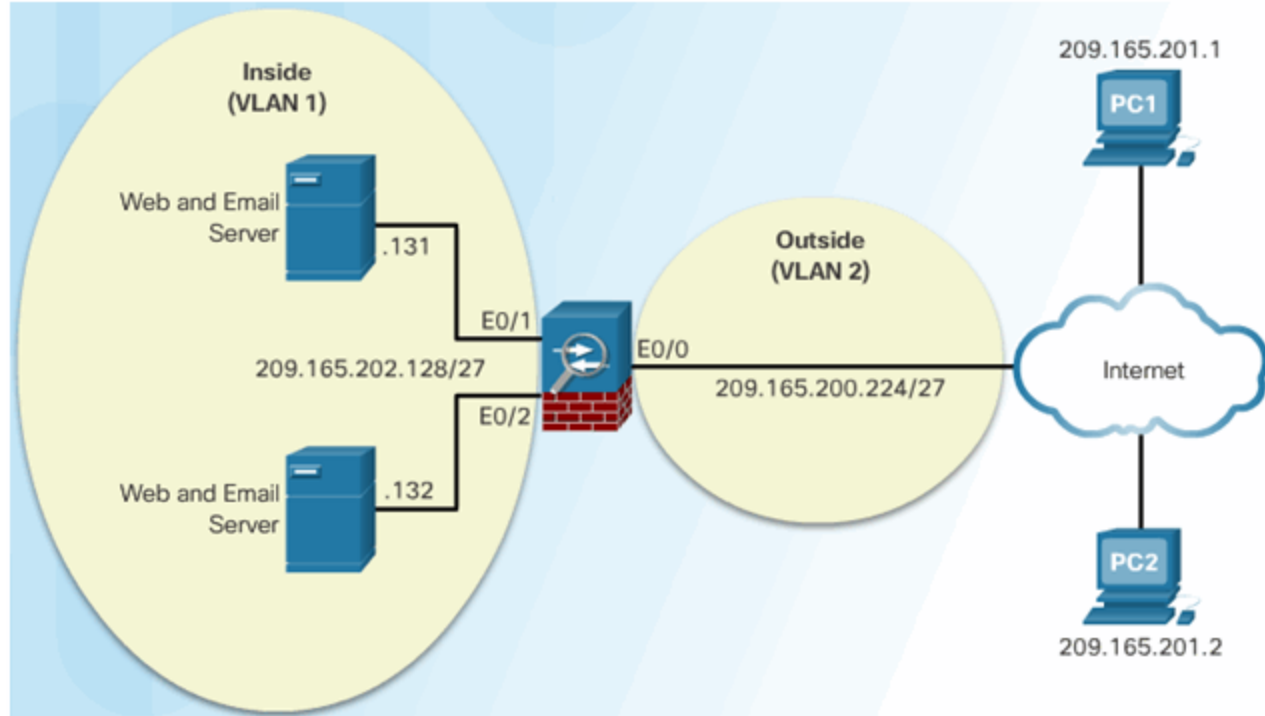 Inside
(VLAN 1)
Web and Email
Server
.131
E0/1
209.165.202.128/27
E0/2
Web and Email
Server
.132
Outside
(VLAN 2)
E0/0
209.165.200.224/27
209.165.201.1
PC1
Internet
PC2
209.165.201.2